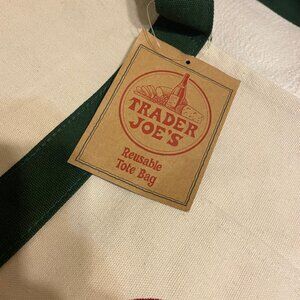 TRADER
JOE'S
Reusable
Tote Bag